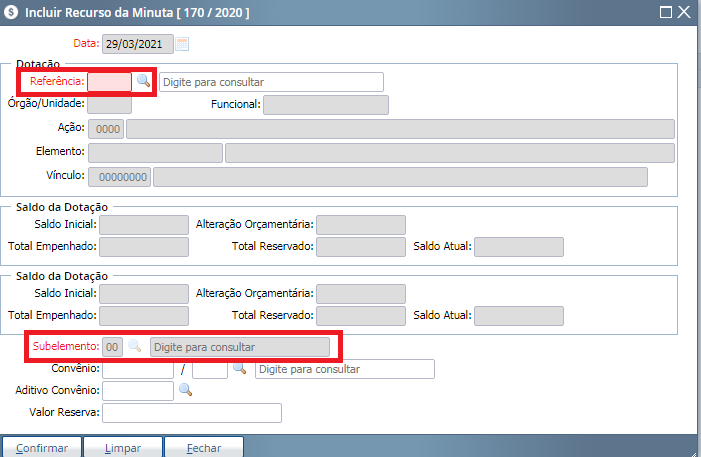 Incluir Recurso da Minuta [ 170 / 2020 ]
Data: 29/03/2021
Dotação
Referência: Digite para consultar
Órgão/Unidade: Funcional:
Ação: 0000
Elemento:
Vínculo: 00000000
Saldo da Dotação
Saldo Inicial: Alteração Orçamentária:
Total Empenhado: Total Reservado: Saldo Atual:
Saldo da Dotação
Saldo Inicial: Alteração Orçamentária:
Total Empenhado: Total Reservado: Saldo Atual:
Subelemento: 00 Digite para consultar
Convênio: / Digite para consultar
Aditivo Convênio:
Valor Reserva:
Confirmar Limpar Fechar